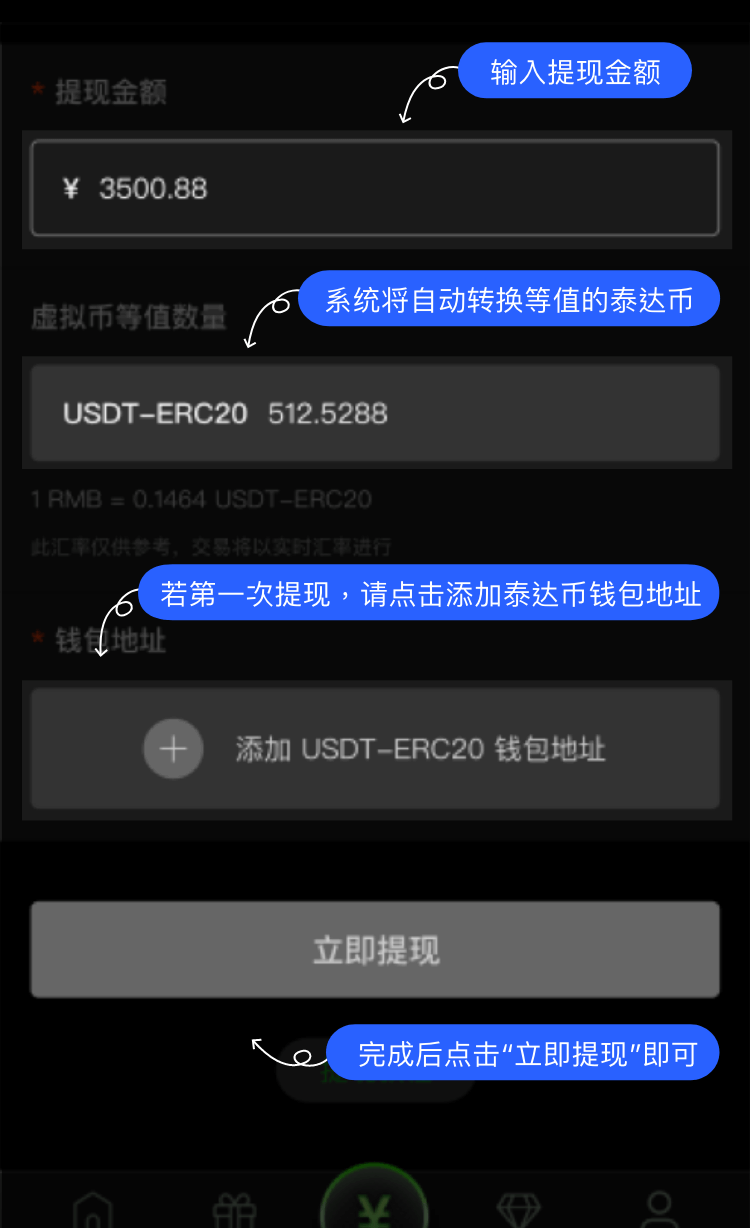 输入提现金额
* 提现金额
¥ 3500.88
系统将自动转换等值的泰达币
虚拟币等值数量
USDT-ERC20 512.5288
1 RMB = 0.1464 USDT-ERC20
此汇率仅供参考，交易将以实时汇率进行
若第一次提现，请点击添加泰达币钱包地址
* 钱包地址
+ 添加 USDT-ERC20 钱包地址
立即提现
完成后点击“立即提现”即可
¥